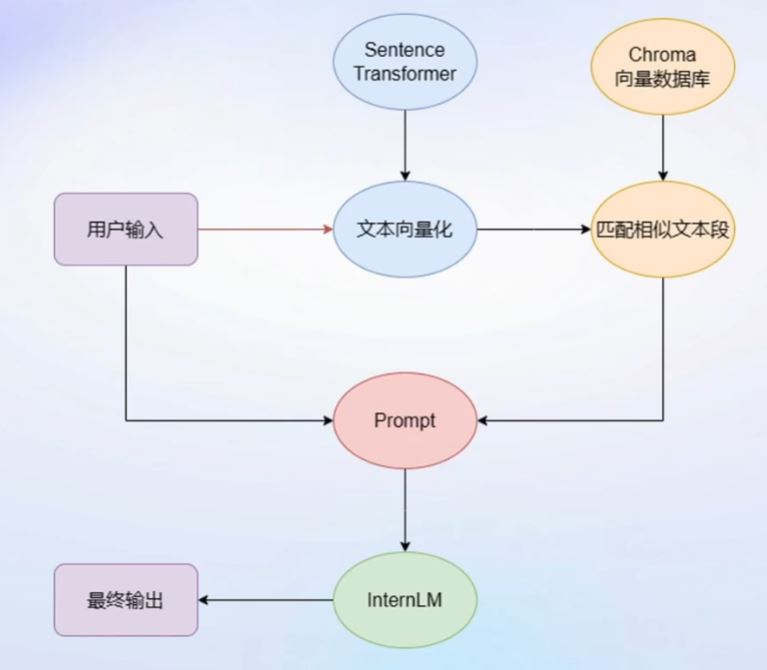 Sentence
Transformer
Chroma
向量数据库
用户输入
文本向量化
匹配相似文本段
Prompt
最终输出
InternLM